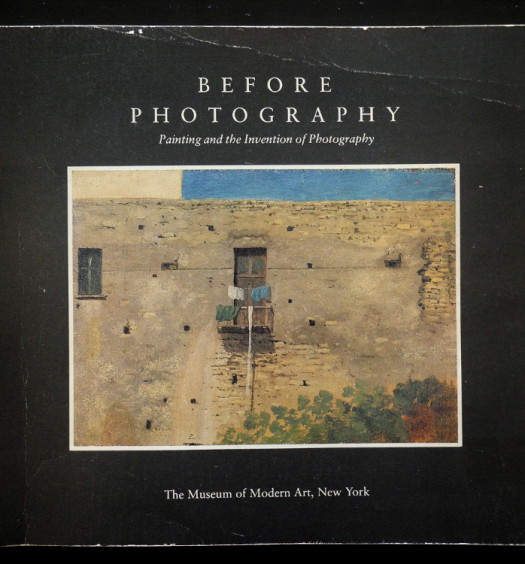 BEFORE
PHOTOGRAPHY
Painting and the Invention of Photography
The Museum of Modern Art, New York